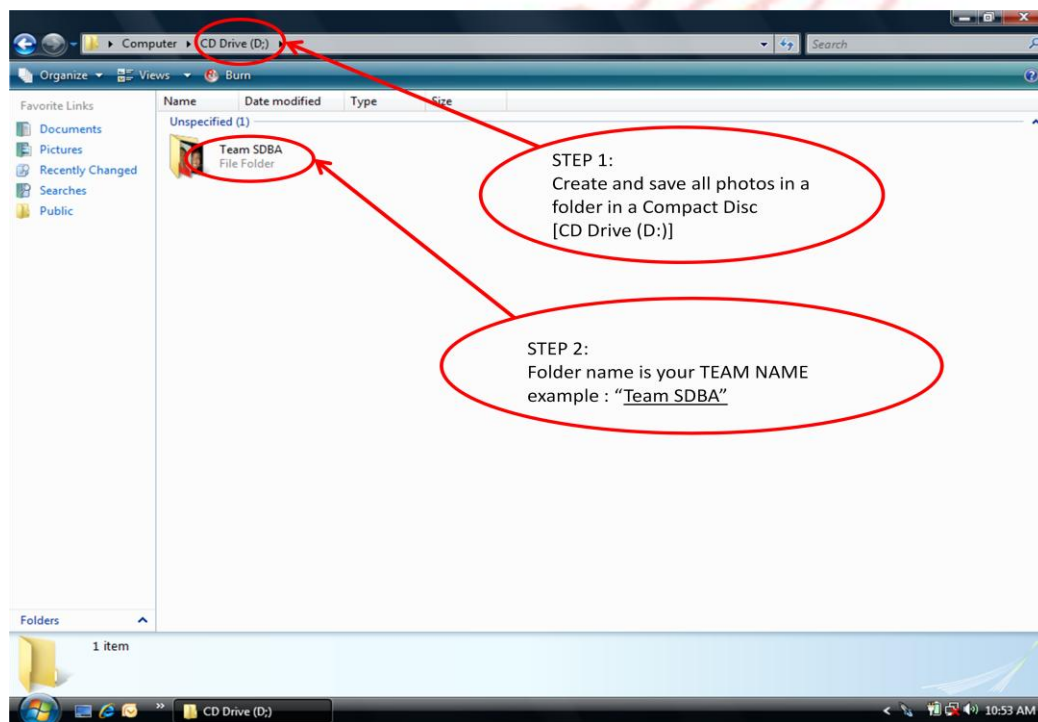 Computer ▸ CD Drive (D;) ▸
Search
Organize Views Burn
Favorite Links
Name Date modified Type Size
Documents
Pictures
Recently Changed
Searches
Public
Unspecified (1)
Team SDBA
File Folder
STEP 1:
Create and save all photos in a
folder in a Compact Disc
[CD Drive (D:)]
STEP 2:
Folder name is your TEAM NAME
example : “Team SDBA”
Folders
1 item
CD Drive (D;)
10:53 AM